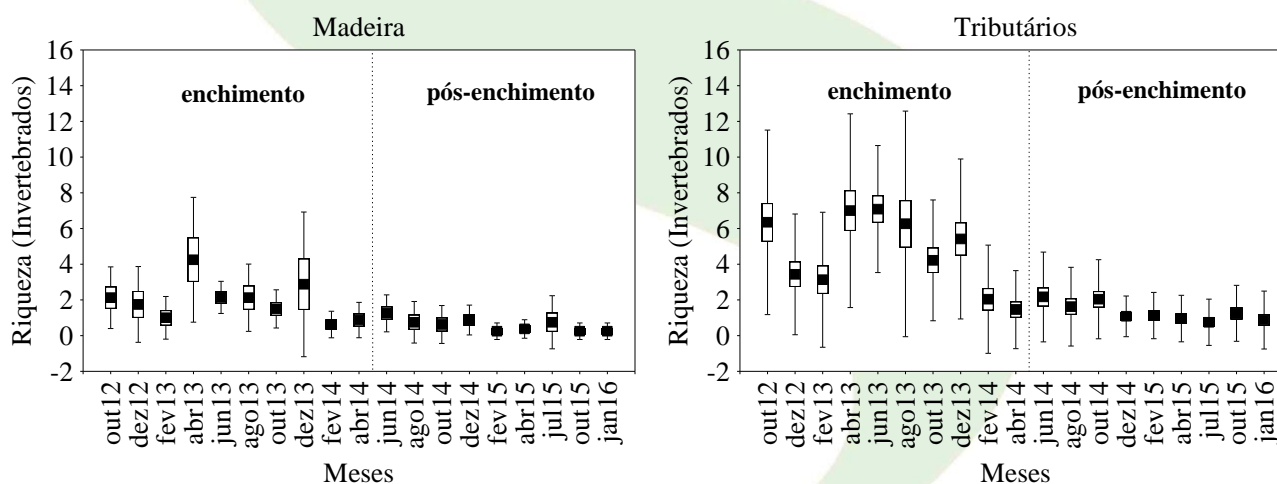 Madeira
16
14
12
10
8
6
4
2
0
-2
Riqueza (Invertebrados)
enchimento
pós-enchimento
out12
dez12
fev13
abr13
jun13
ago13
out13
dez13
fev14
abr14
jun14
ago14
out14
dez14
fev15
abr15
jul15
out15
jan16
Meses
Tributários
16
14
12
10
8
6
4
2
0
-2
Riqueza (Invertebrados)
enchimento
pós-enchimento
out12
dez12
fev13
abr13
jun13
ago13
out13
dez13
fev14
abr14
jun14
ago14
out14
dez14
fev15
abr15
jul15
out15
jan16
Meses